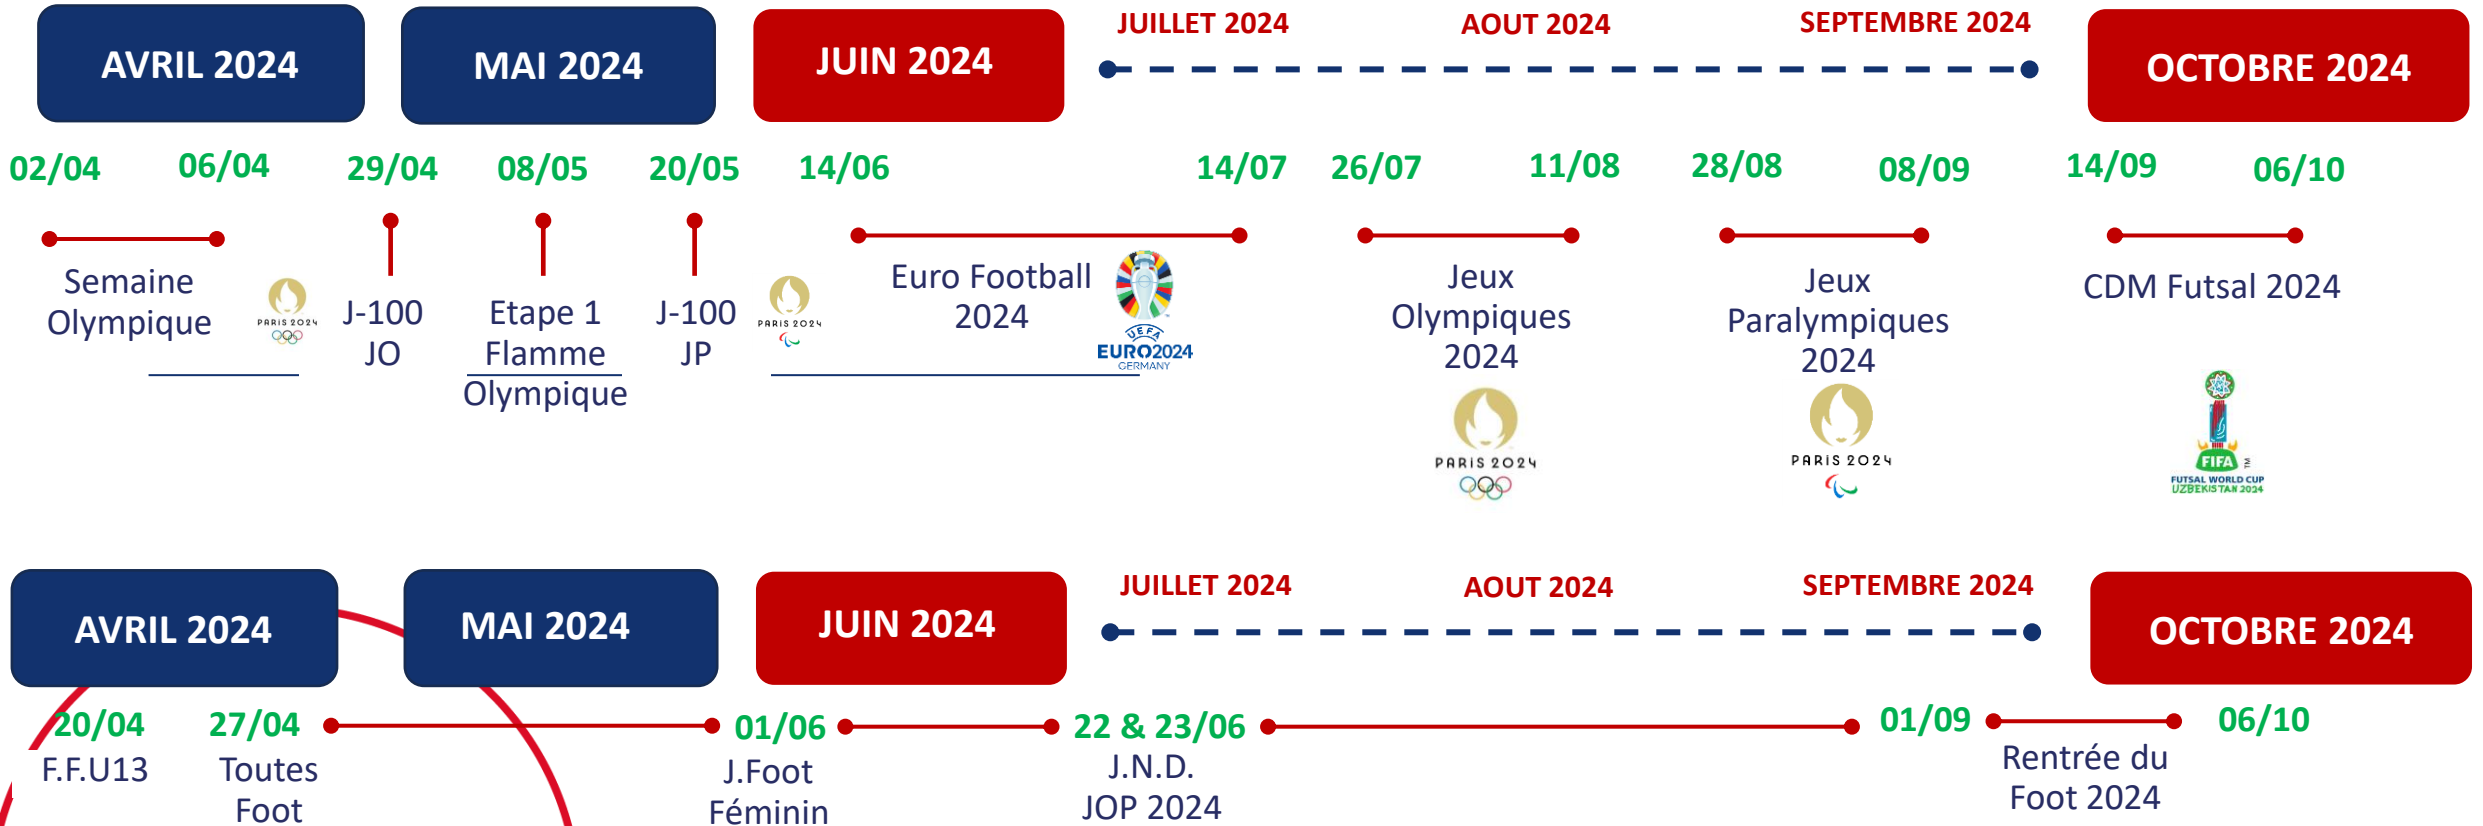 AVRIL 2024
MAI 2024
JUIN 2024
JUILLET 2024
AOUT 2024
SEPTEMBRE 2024
OCTOBRE 2024
02/04
06/04
29/04
08/05
20/05
14/06
14/07
26/07
11/08
28/08
08/09
14/09
06/10
Semaine
Olympique
PARIS 2024
J-100
JO
Etape 1
Flamme
Olympique
J-100
JP
PARIS 2024
Euro Football
2024
UEFA
EURO2024
GERMANY
Jeux
Olympiques
2024
PARIS 2024
Jeux
Paralympiques
2024
PARIS 2024
CDM Futsal 2024
FIFA
TM
FUTSAL WORLD CUP
UZBEKISTAN 2024
AVRIL 2024
MAI 2024
JUIN 2024
JUILLET 2024
AOUT 2024
SEPTEMBRE 2024
OCTOBRE 2024
20/04
F.F.U13
27/04
Toutes
Foot
01/06
J.Foot
Féminin
22 & 23/06
J.N.D.
JOP 2024
01/09
Rentrée du
Foot 2024
06/10